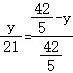 y/21 = (42/5 − y)/(42/5)